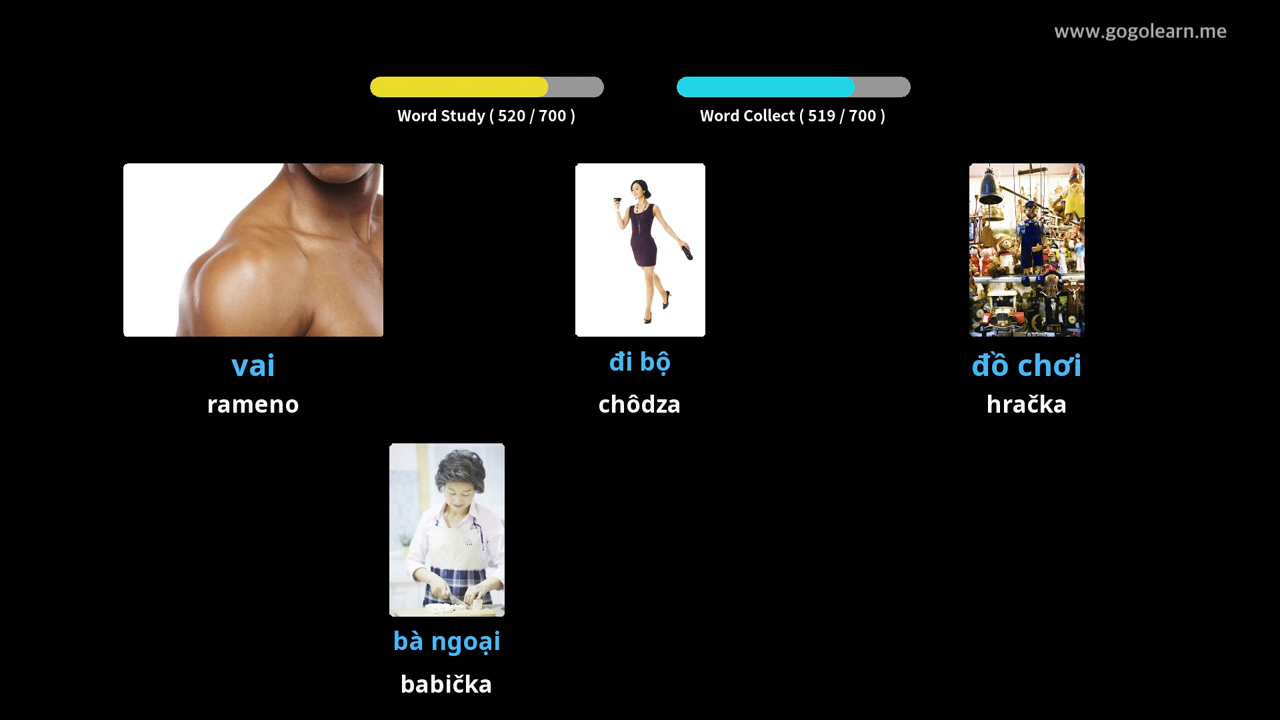 www.gogolearn.me
Word Study ( 520 / 700 )
Word Collect ( 519 / 700 )
vai
đi bộ
đồ chơi
rameno
chôdza
hračka
bà ngoại
babička